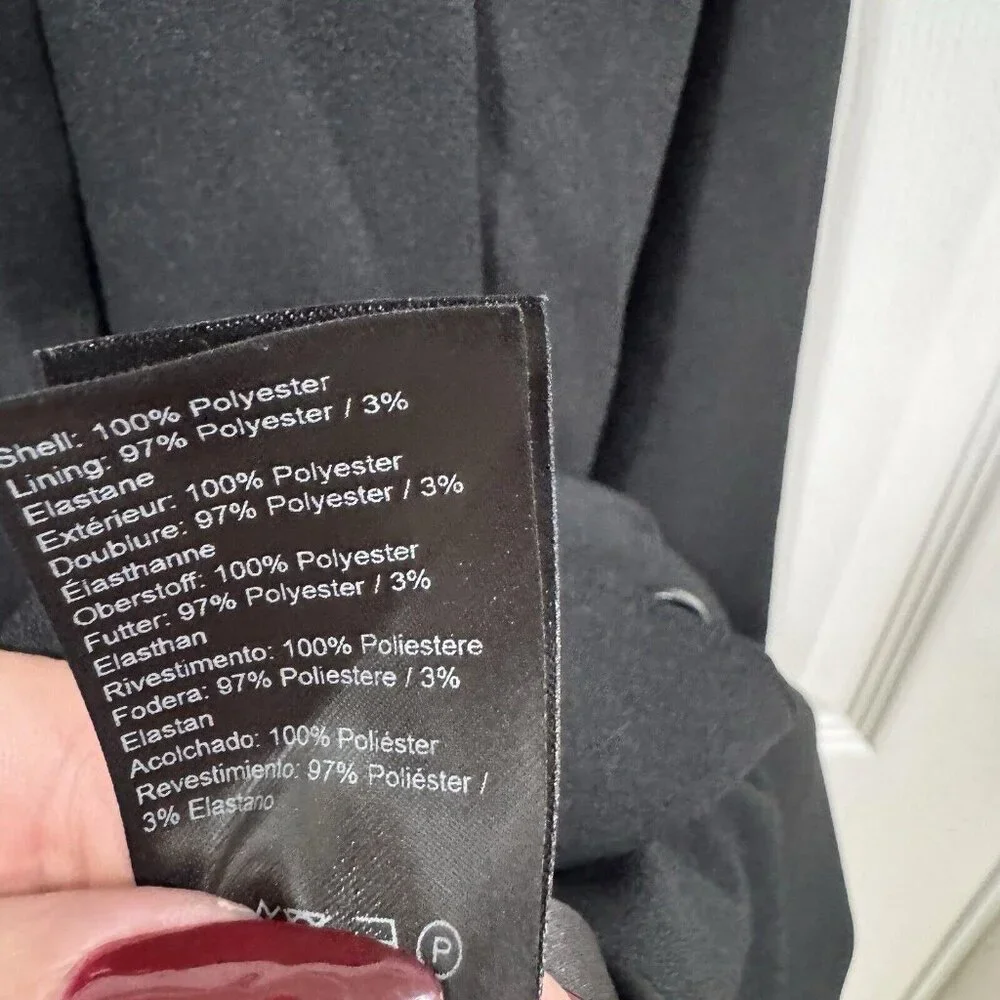 Shell: 100% Polyester
Lining: 97% Polyester / 3%
Elastane
Extérieur: 100% Polyester
Doublure: 97% Polyester / 3%
Élasthanne
Oberstoff: 100% Polyester
Futter: 97% Polyester / 3%
Elasthan
Rivestimento: 100% Poliestere
Fodera: 97% Poliestere / 3%
Elastan
Acolchado: 100% Poliéster
Revestimiento: 97% Poliéster /
3% Elastano
P